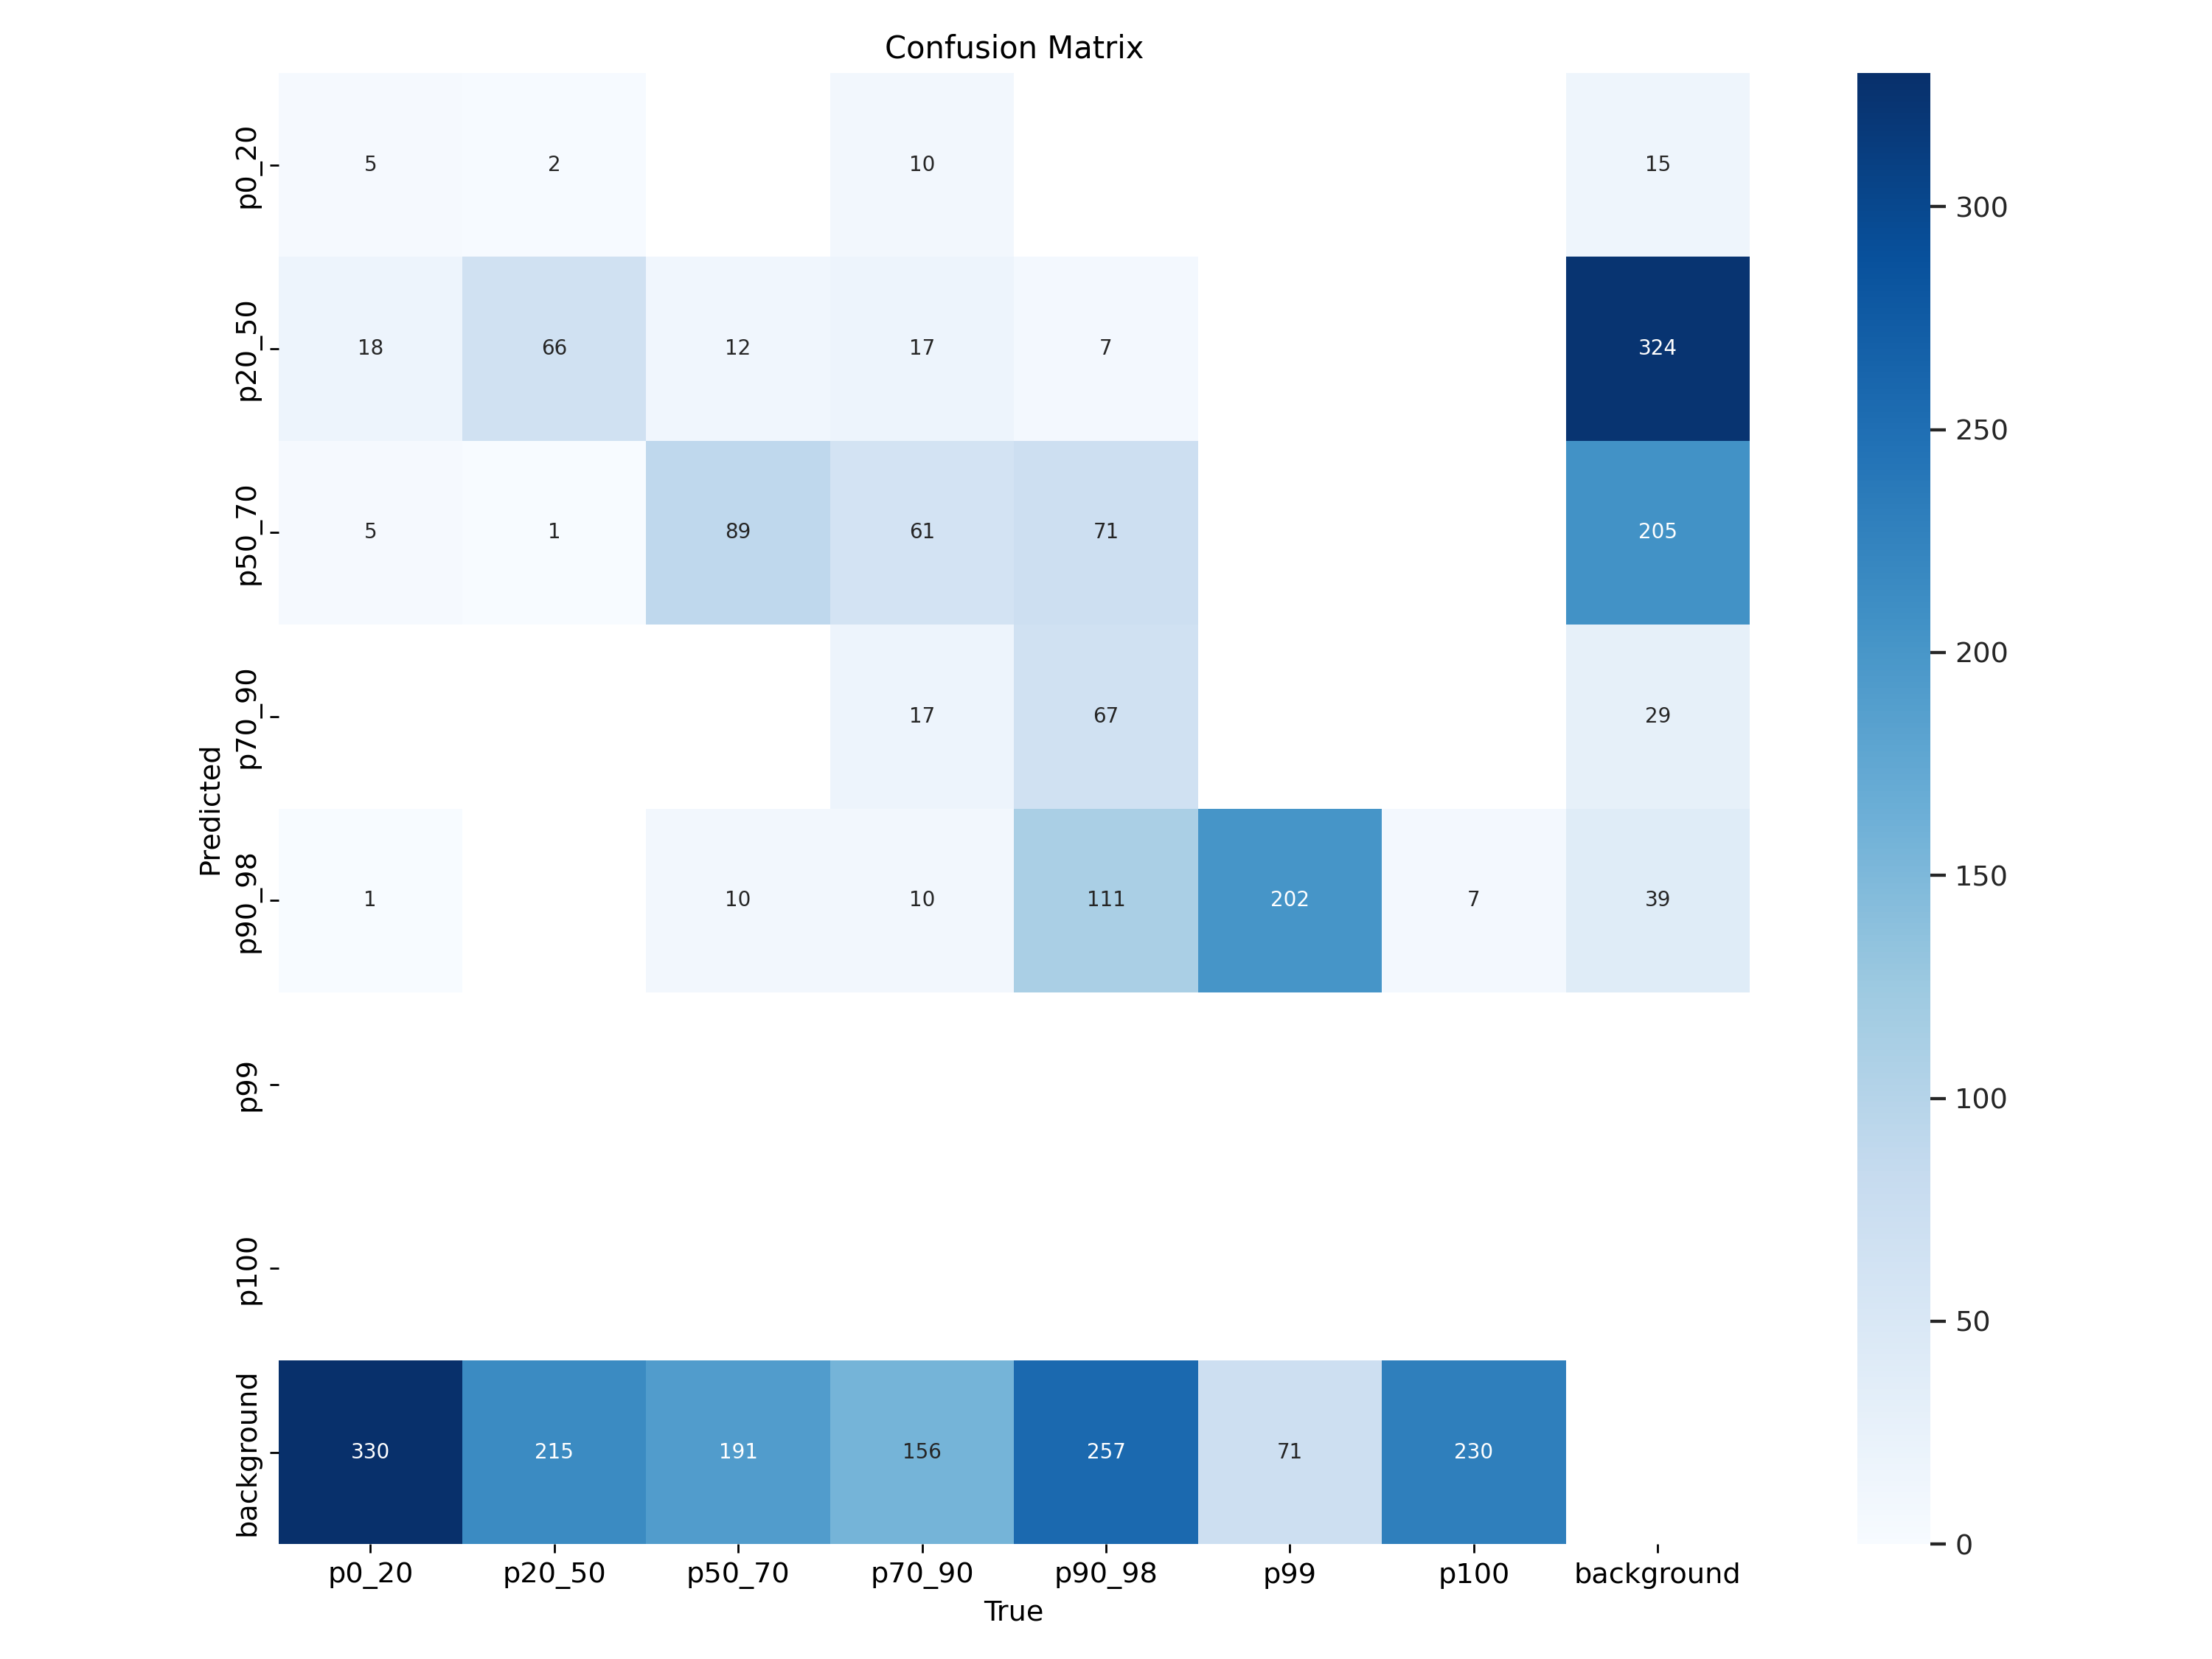 Confusion Matrix
p0_20 5 2 10 15
p20_50 18 66 12 17 7 324
p50_70 5 1 89 61 71 205
p70_90 17 67 29
p90_98 1 10 10 111 202 7 39
p99
p100
background 330 215 191 156 257 71 230
p0_20 p20_50 p50_70 p70_90 p90_98 p99 p100 background
True
Predicted
300
250
200
150
100
50
0